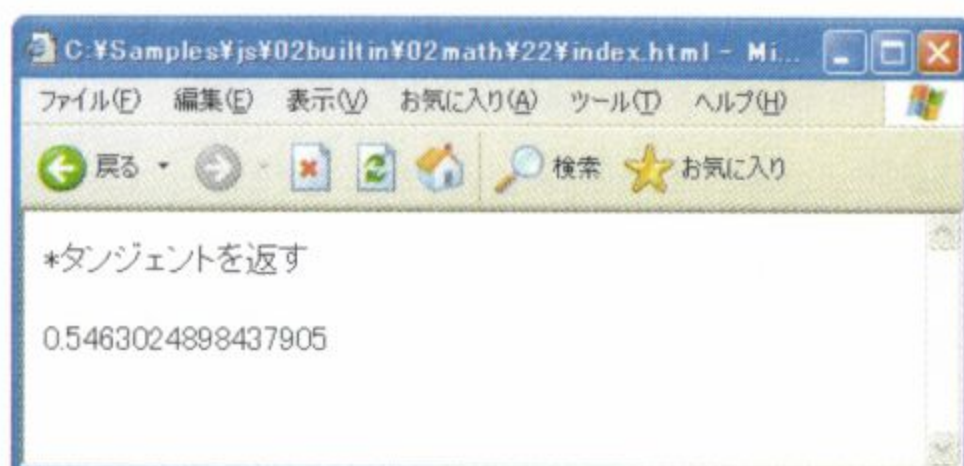 C:¥Samples¥js¥02builtin¥02math¥22¥index.html - Mi...
ファイル(F) 編集(E) 表示(V) お気に入り(A) ツール(T) ヘルプ(H)
戻る 検索 お気に入り
*タンジェントを返す
0.5463024898437905